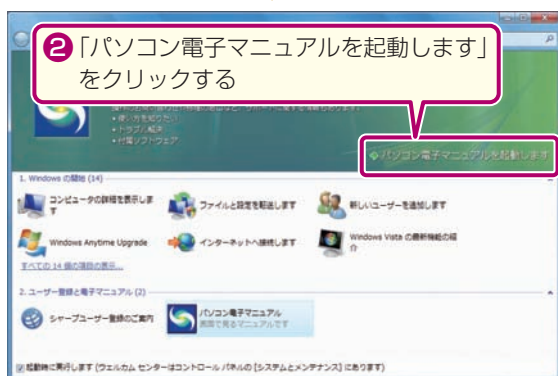 ❷「パソコン電子マニュアルを起動します」
をクリックする
・使い方を知りたい
・トラブル解決
・付属ソフトウェア
パソコン電子マニュアルを起動します
1. Windows の開始 (14)
コンピュータの詳細を表示しま
す
ファイルと設定を転送します
新しいユーザーを追加します
Windows Anytime Upgrade
インターネットへ接続します
Windows Vista の最新機能の紹
介
すべての 14 個の項目の表示...
2. ユーザー登録と電子マニュアル (2)
シャープユーザー登録のご案内
パソコン電子マニュアル
画面で見るマニュアルです
起動時に実行します (ウェルカム センターはコントロール パネルの [システムとメンテナンス] にあります)